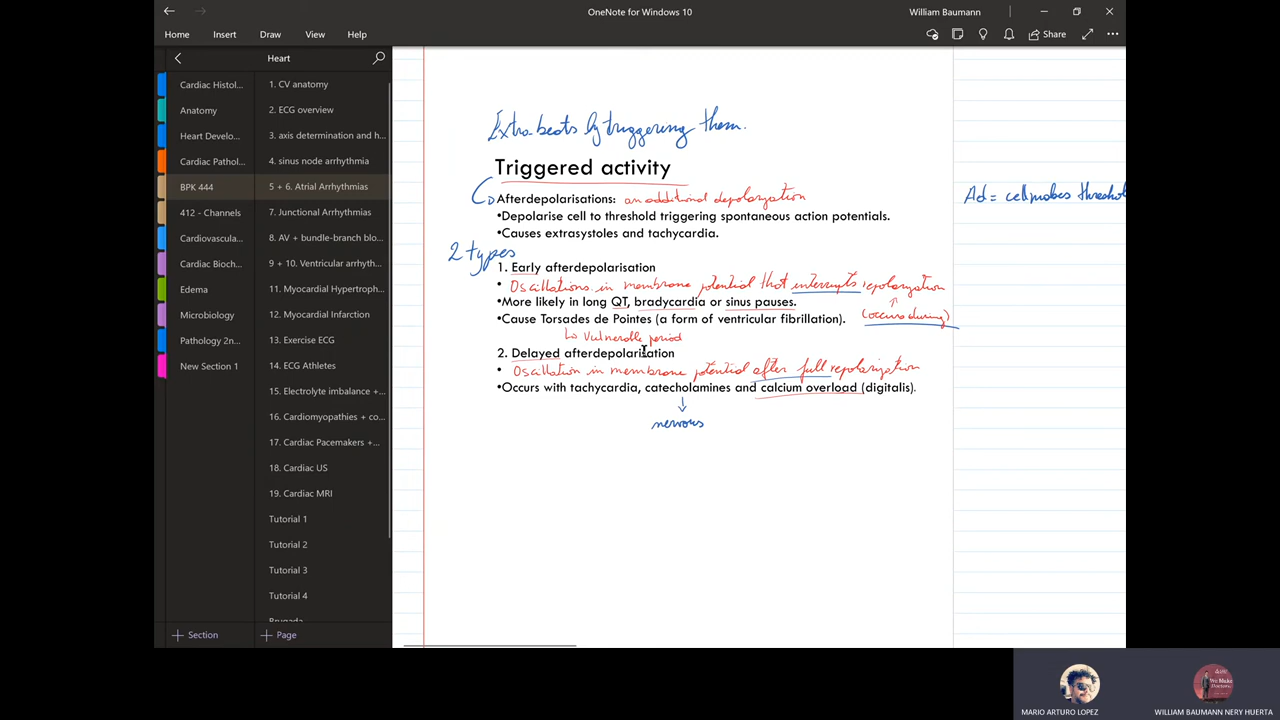 OneNote for Windows 10
William Baumann
Home Insert Draw View Help
Share
Heart
Cardiac Histol...
Anatomy
Heart Develo...
Cardiac Pathol...
BPK 444
412 - Channels
Cardiovascula...
Cardiac Bioch...
Edema
Microbiology
Pathology 2n...
New Section 1
1. CV anatomy
2. ECG overview
3. axis determination and h...
4. sinus node arrhythmia
5 + 6. Atrial Arrhythmias
7. Junctional Arrhythmias
8. AV + bundle-branch blo...
9 + 10. Ventricular arryth...
11. Myocardial Hypertroph...
12. Myocardial Infarction
13. Exercise ECG
14. ECG Athletes
15. Electrolyte imbalance +...
16. Cardiomyopathies + co...
17. Cardiac Pacemakers +...
18. Cardiac US
19. Cardiac MRI
Tutorial 1
Tutorial 2
Tutorial 3
Tutorial 4
Brugada
+ Section
+ Page
Extra beats by triggering them.
Triggered activity
Afterdepolarisations: an additional depolarization
•Depolarise cell to threshold triggering spontaneous action potentials.
•Causes extrasystoles and tachycardia.
2 types
1. Early afterdepolarisation
• Oscillations in membrane potential that interrupts repolarization
•More likely in long QT, bradycardia or sinus pauses.
(occurs during)
•Cause Torsades de Pointes (a form of ventricular fibrillation).
↳ Vulnerable period
2. Delayed afterdepolarisation
• Oscillation in membrane potential after full repolarization
•Occurs with tachycardia, catecholamines and calcium overload (digitalis).
nervous
Ad = cell
MARIO ARTURO LOPEZ
WILLIAM BAUMANN NERY HUERTA